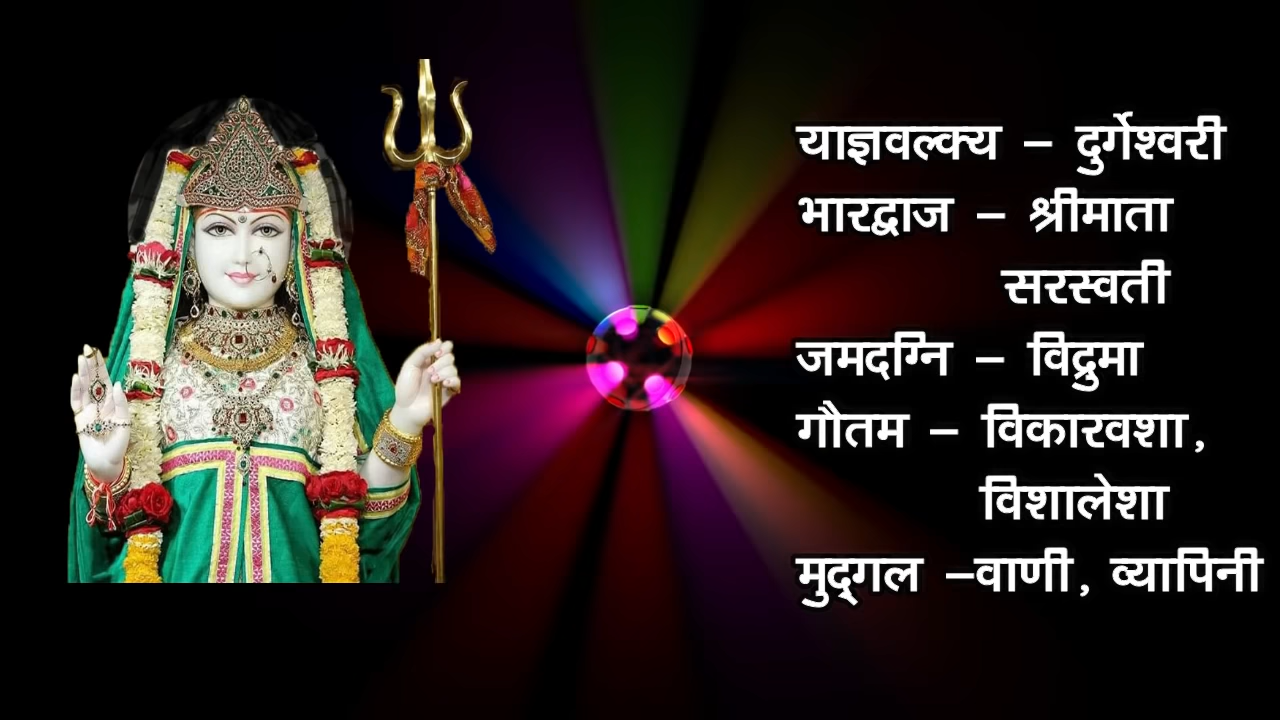 याज्ञवल्क्य – दुर्गेश्वरी
भारद्वाज – श्रीमाता
सरस्वती
जमदग्नि – विद्रुमा
गौतम – विकारवशा,
विशालेशा
मुद्‌गल –वाणी, व्यापिनी